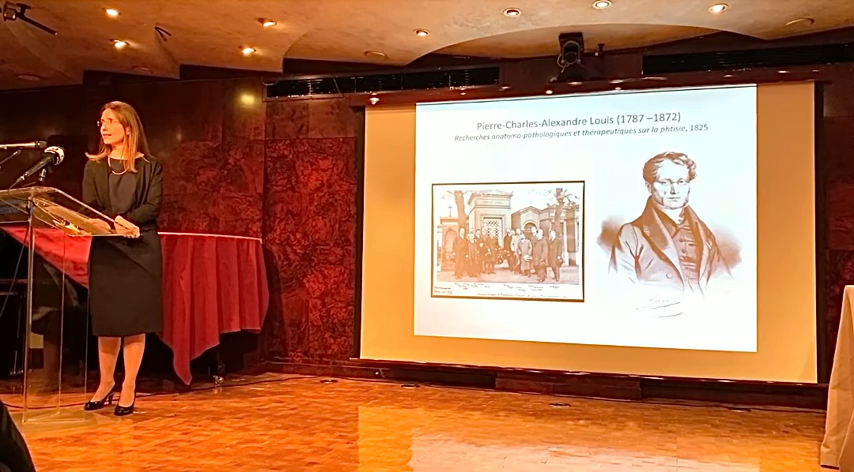 Pierre-Charles-Alexandre Louis (1787 –1872)
Recherches anatomo-pathologiques et thérapeutiques sur la phtisie, 1825